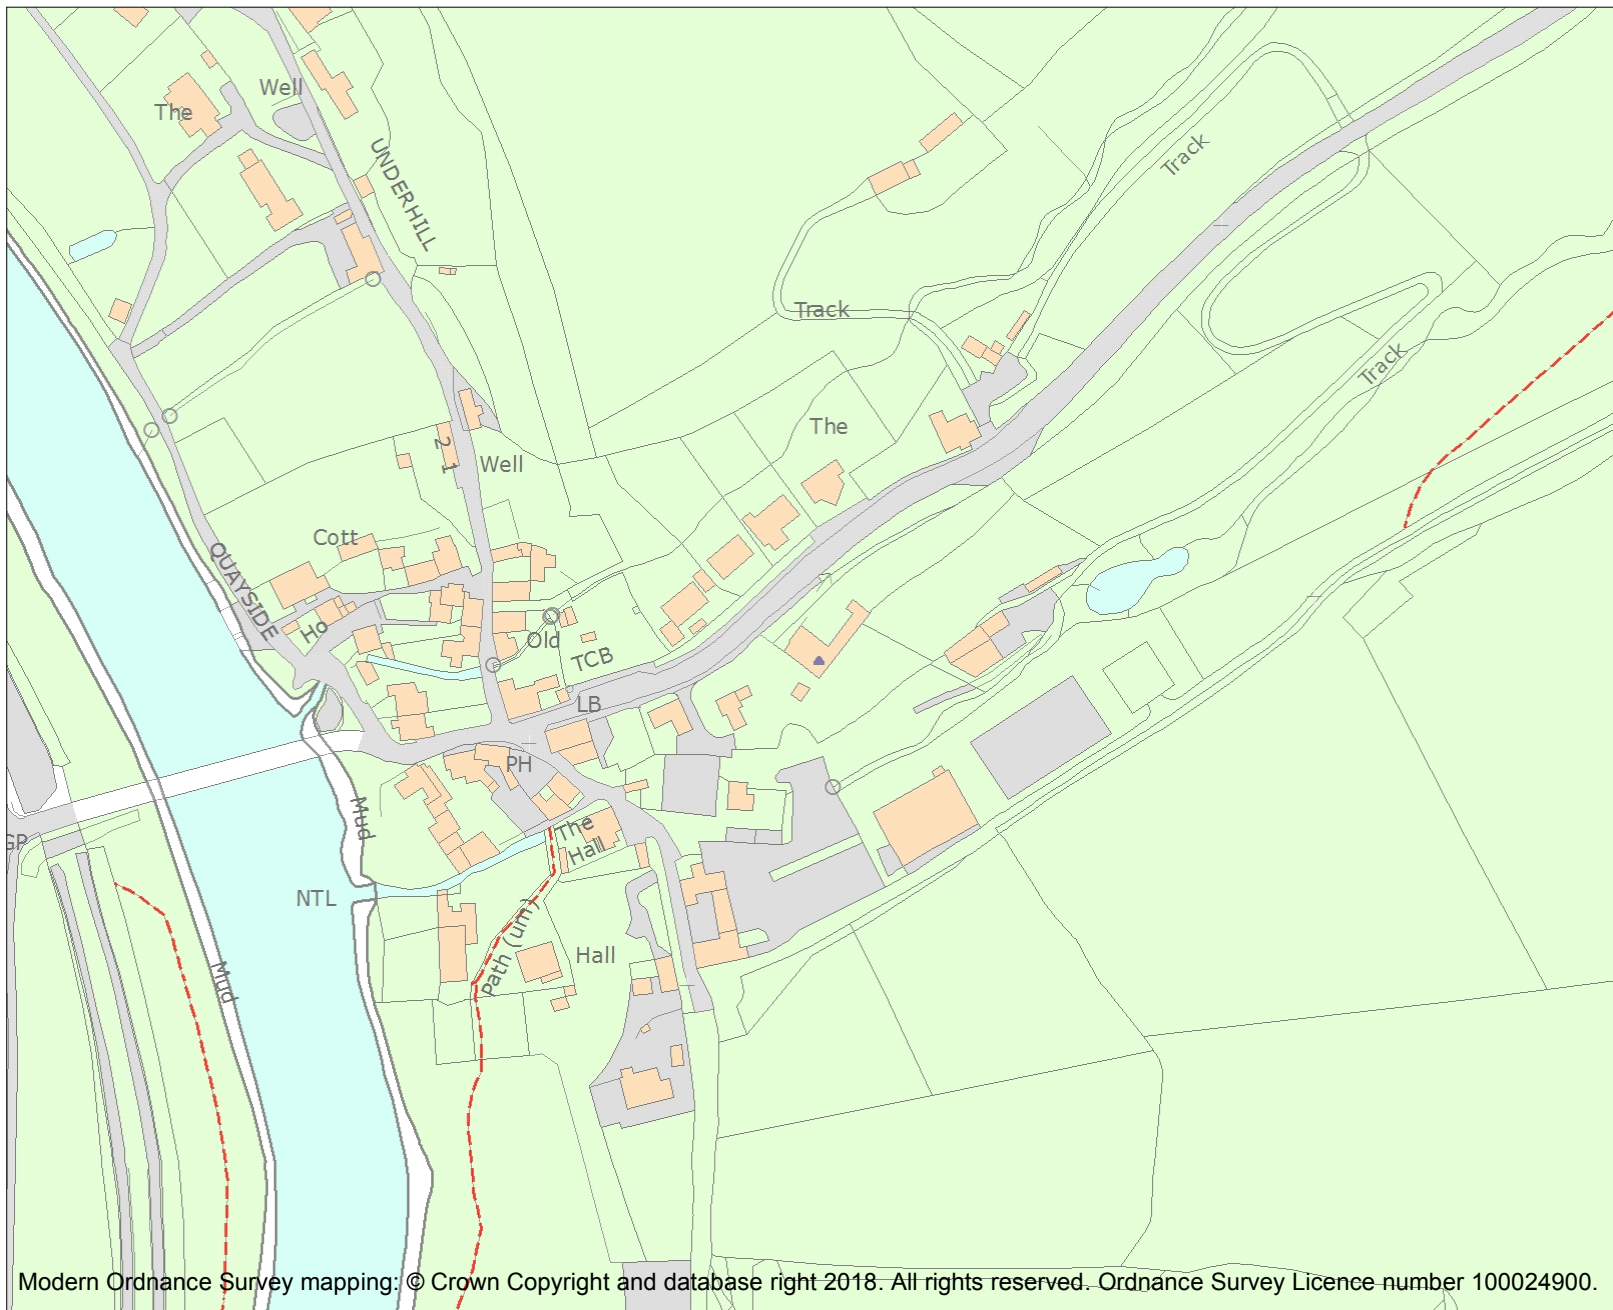 Well
The
UNDERHILL
Track
Track
Track
The
2
1
Well
Cott
QUAYSIDE
Ho
Old
TCB
LB
PH
Mud
The
Hall
GP
NTL
Path (um)
Hall
Mud
Modern Ordnance Survey mapping: © Crown Copyright and database right 2018. All rights reserved. Ordnance Survey Licence number 100024900.